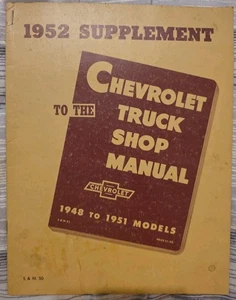 1952 SUPPLEMENT
TO THE
CHEVROLET
TRUCK
SHOP
MANUAL
CHEVROLET
1948 TO 1951 MODELS